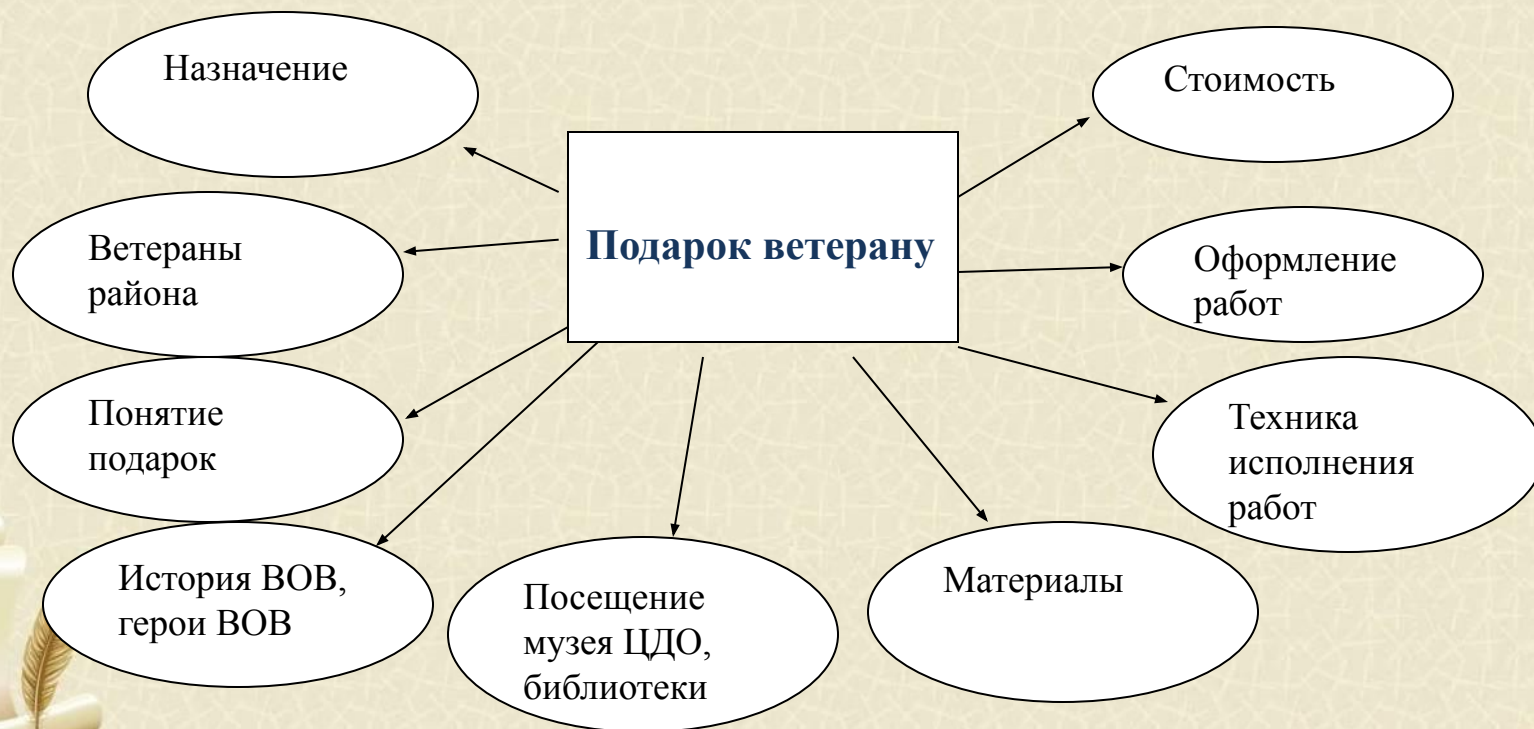 Назначение
Стоимость
Подарок ветерану
Ветераны
района
Оформление
работ
Понятие
подарок
Техника
исполнения
работ
История ВОВ,
герои ВОВ
Посещение
музея ЦДО,
библиотеки
Материалы